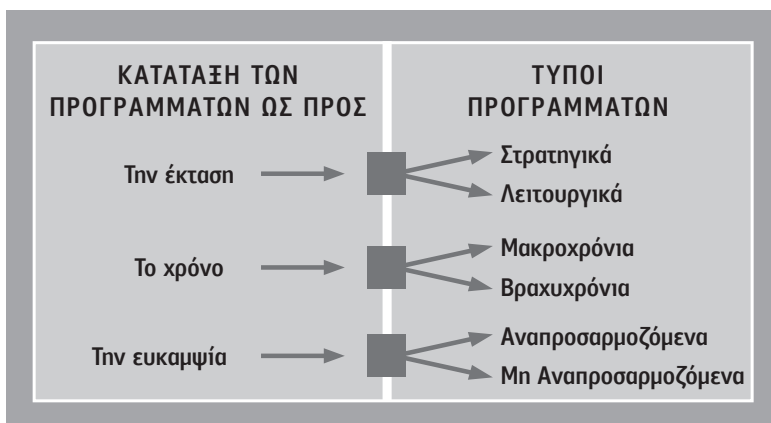 ΚΑΤΑΤΑΞΗ ΤΩΝ
ΠΡΟΓΡΑΜΜΑΤΩΝ ΩΣ ΠΡΟΣ
Την έκταση
Το χρόνο
Την ευκαμψία
ΤΥΠΟΙ
ΠΡΟΓΡΑΜΜΑΤΩΝ
Στρατηγικά
Λειτουργικά
Μακροχρόνια
Βραχυχρόνια
Αναπροσαρμοζόμενα
Μη Αναπροσαρμοζόμενα